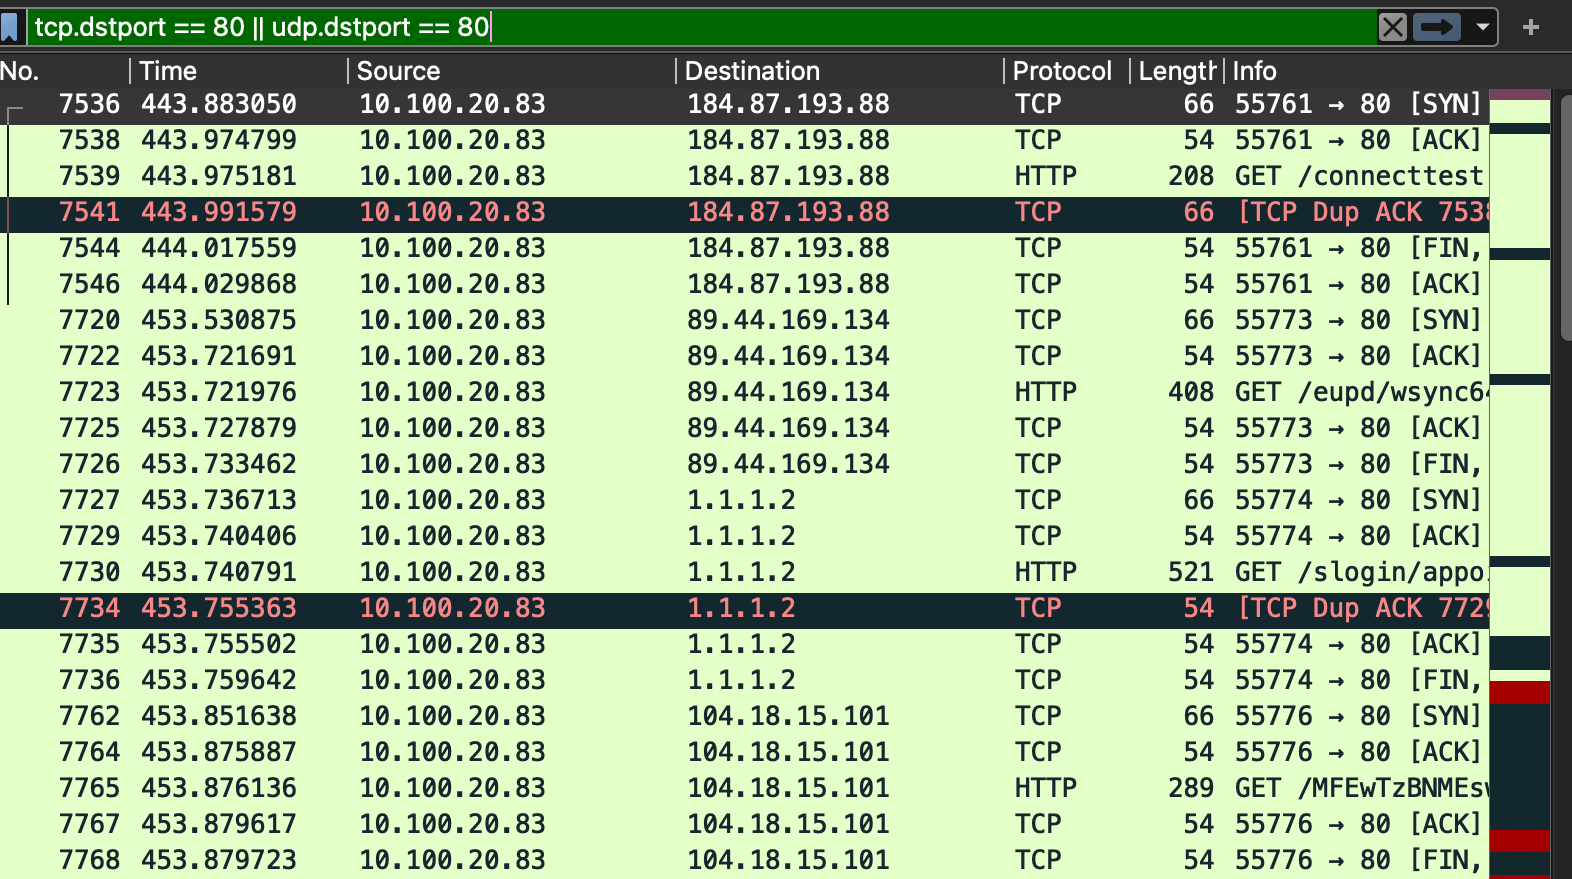 tcp.dstport == 80 || udp.dstport == 80
No. Time Source Destination Protocol Length Info
7536 443.883050 10.100.20.83 184.87.193.88 TCP 66 55761 → 80 [SYN]
7538 443.974799 10.100.20.83 184.87.193.88 TCP 54 55761 → 80 [ACK]
7539 443.975181 10.100.20.83 184.87.193.88 HTTP 208 GET /connecttest
7541 443.991579 10.100.20.83 184.87.193.88 TCP 66 [TCP Dup ACK 7538
7544 444.017559 10.100.20.83 184.87.193.88 TCP 54 55761 → 80 [FIN,
7546 444.029868 10.100.20.83 184.87.193.88 TCP 54 55761 → 80 [ACK]
7720 453.530875 10.100.20.83 89.44.169.134 TCP 66 55773 → 80 [SYN]
7722 453.721691 10.100.20.83 89.44.169.134 TCP 54 55773 → 80 [ACK]
7723 453.721976 10.100.20.83 89.44.169.134 HTTP 408 GET /eupd/wsync64
7725 453.727879 10.100.20.83 89.44.169.134 TCP 54 55773 → 80 [ACK]
7726 453.733462 10.100.20.83 89.44.169.134 TCP 54 55773 → 80 [FIN,
7727 453.736713 10.100.20.83 1.1.1.2 TCP 66 55774 → 80 [SYN]
7729 453.740406 10.100.20.83 1.1.1.2 TCP 54 55774 → 80 [ACK]
7730 453.740791 10.100.20.83 1.1.1.2 HTTP 521 GET /slogin/appoi
7734 453.755363 10.100.20.83 1.1.1.2 TCP 54 [TCP Dup ACK 7729
7735 453.755502 10.100.20.83 1.1.1.2 TCP 54 55774 → 80 [ACK]
7736 453.759642 10.100.20.83 1.1.1.2 TCP 54 55774 → 80 [FIN,
7762 453.851638 10.100.20.83 104.18.15.101 TCP 66 55776 → 80 [SYN]
7764 453.875887 10.100.20.83 104.18.15.101 TCP 54 55776 → 80 [ACK]
7765 453.876136 10.100.20.83 104.18.15.101 HTTP 289 GET /MFEwTzBNMEsw
7767 453.879617 10.100.20.83 104.18.15.101 TCP 54 55776 → 80 [ACK]
7768 453.879723 10.100.20.83 104.18.15.101 TCP 54 55776 → 80 [FIN,